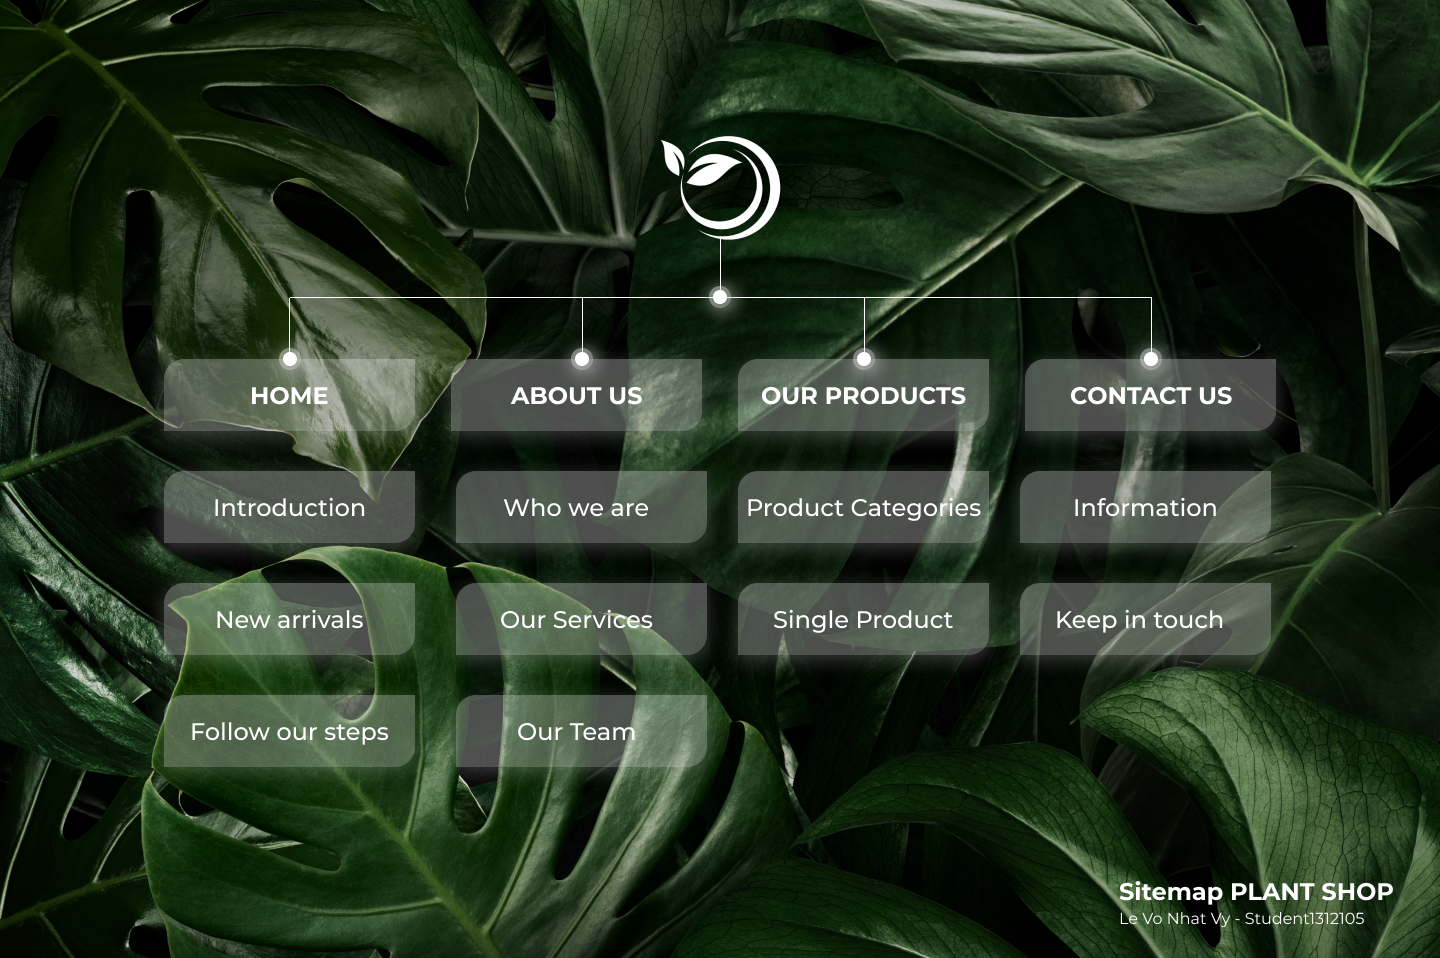 HOME
ABOUT US
OUR PRODUCTS
CONTACT US
Introduction
Who we are
Product Categories
Information
New arrivals
Our Services
Single Product
Keep in touch
Follow our steps
Our Team
Sitemap PLANT SHOP
Le Vo Nhat Vy - Student1312105